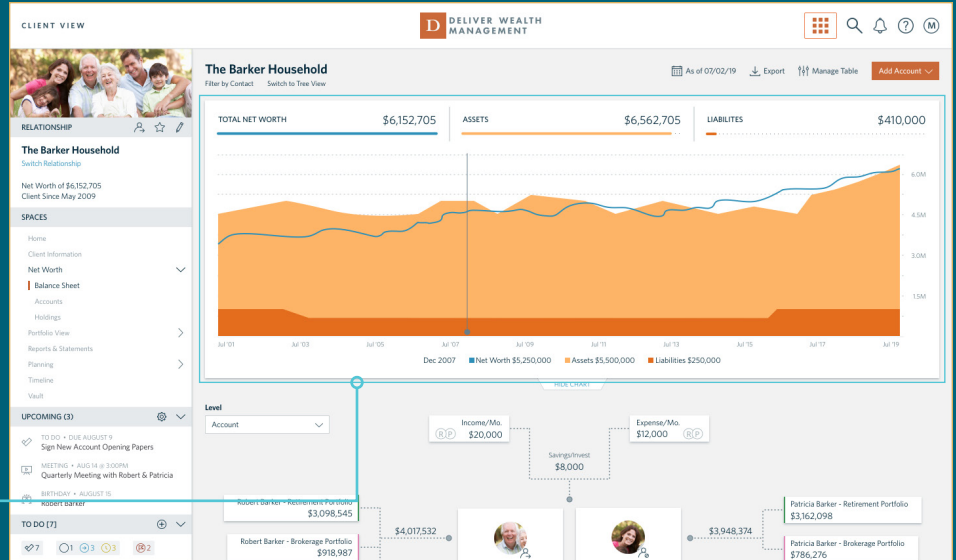 CLIENT VIEW
D
DELIVER WEALTH
MANAGEMENT
M
RELATIONSHIP
The Barker Household
Switch Relationship
Net Worth of $6,152,705
Client Since May 2009
SPACES
Home
Client Information
Net Worth
Balance Sheet
Accounts
Holdings
Portfolio View
Reports & Statements
Planning
Timeline
Vault
UPCOMING (3)
TO DO • DUE AUGUST 9
Sign New Account Opening Papers
MEETING • AUG 14 @ 3:00PM
Quarterly Meeting with Robert & Patricia
BIRTHDAY • AUGUST 15
Robert Barker
TO DO [7]
7 1 3 3 2
The Barker Household
Filter by Contact Switch to Tree View
As of 07/02/19 Export Manage Table Add Account
TOTAL NET WORTH $6,152,705 ASSETS $6,562,705 LIABILITES $410,000
6.0M
4.5M
3.0M
1.5M
Jul '01 Jul '03 Jul '05 Jul '07 Jul '09 Jul '11 Jul '13 Jul '15 Jul '17 Jul '19
Dec 2007 Net Worth $5,250,000 Assets $5,500,000 Liabilities $250,000
HIDE CHART
Level
Account
Income/Mo.
R P $20,000
Expense/Mo.
$12,000 R P
Savings/Invest
$8,000
Robert Barker - Retirement Portfolio
$3,098,545
Robert Barker - Brokerage Portfolio
$918,987
$4,017,532
$3,948,374
Patricia Barker - Retirement Portfolio
$3,162,098
Patricia Barker - Brokerage Portfolio
$786,276